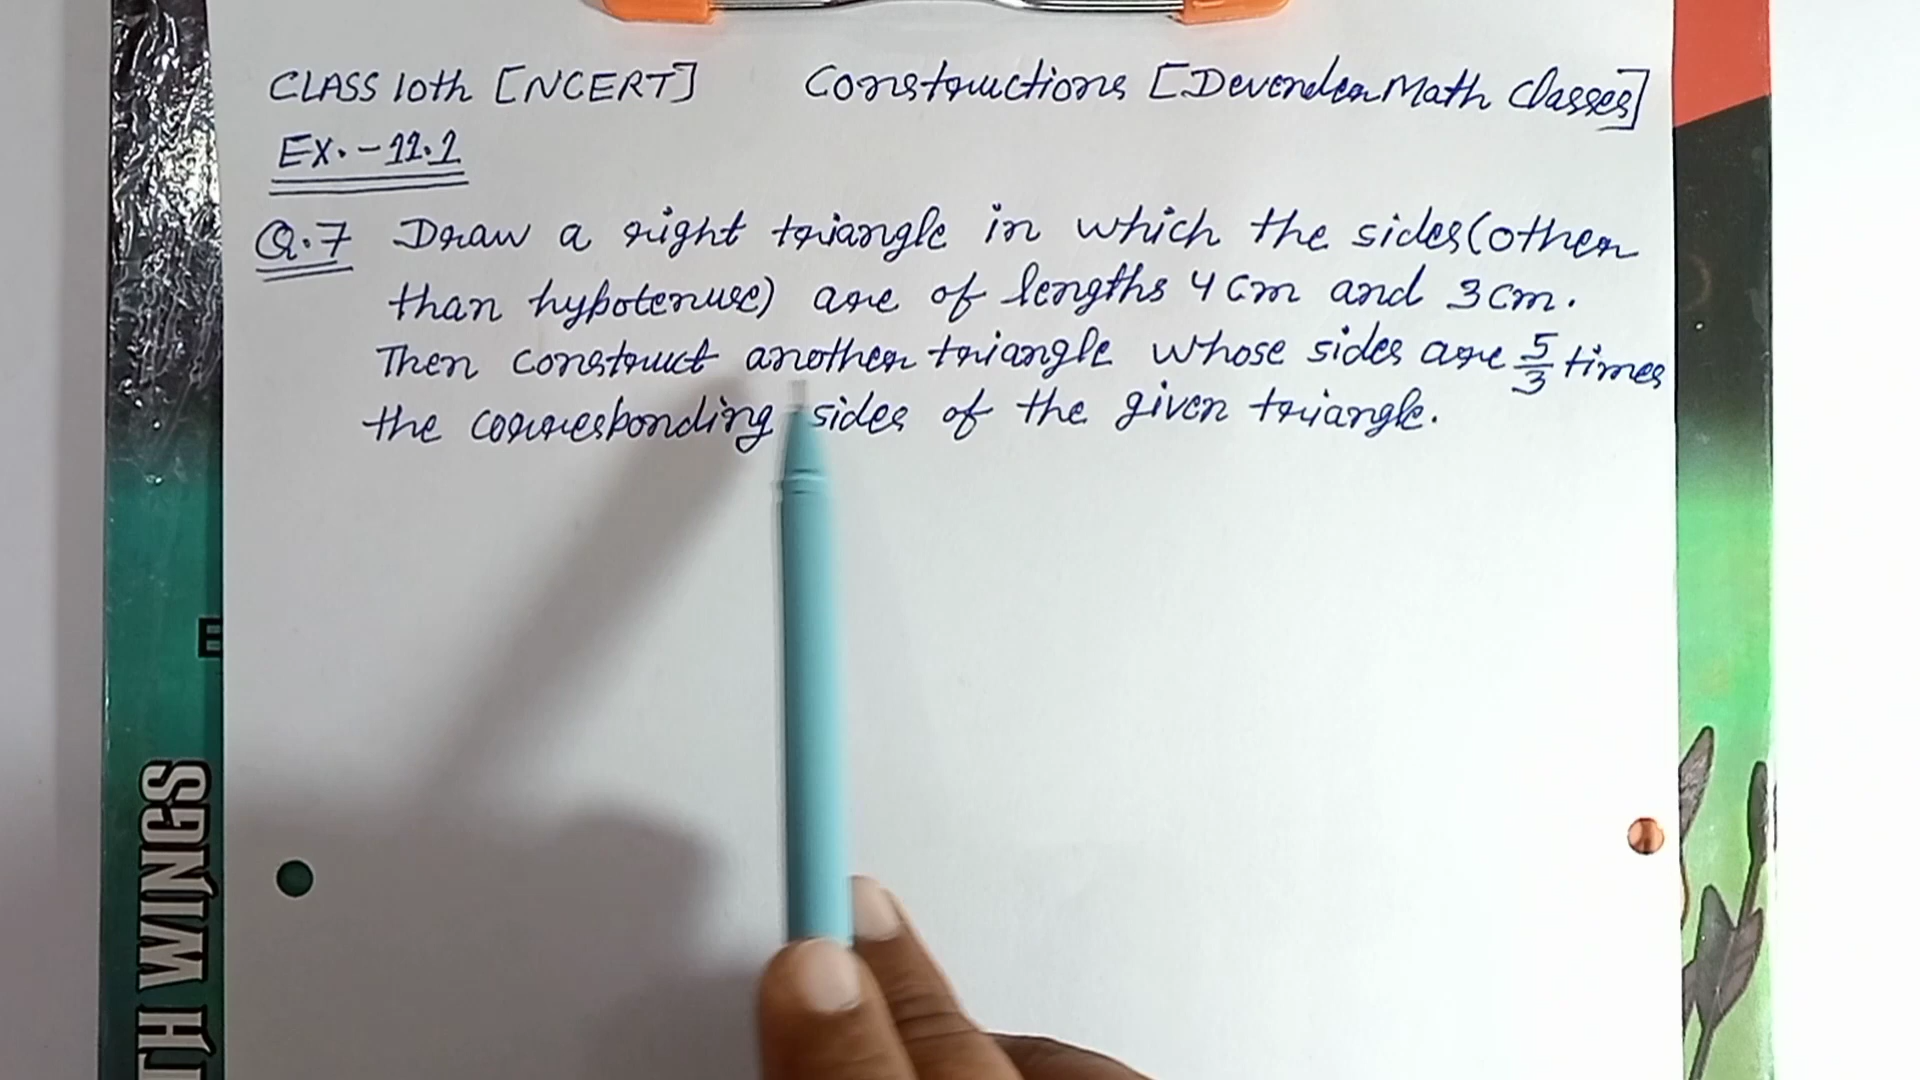 CLASS 10th [NCERT] Constructions [Devender Math Classes]
Ex. - 11.1
Q.7 Draw a right triangle in which the sides (other
than hypotenuse) are of lengths 4 cm and 3 cm.
Then construct another triangle whose sides are 5/3 times
the corresponding sides of the given triangle.
TH WINGS
E